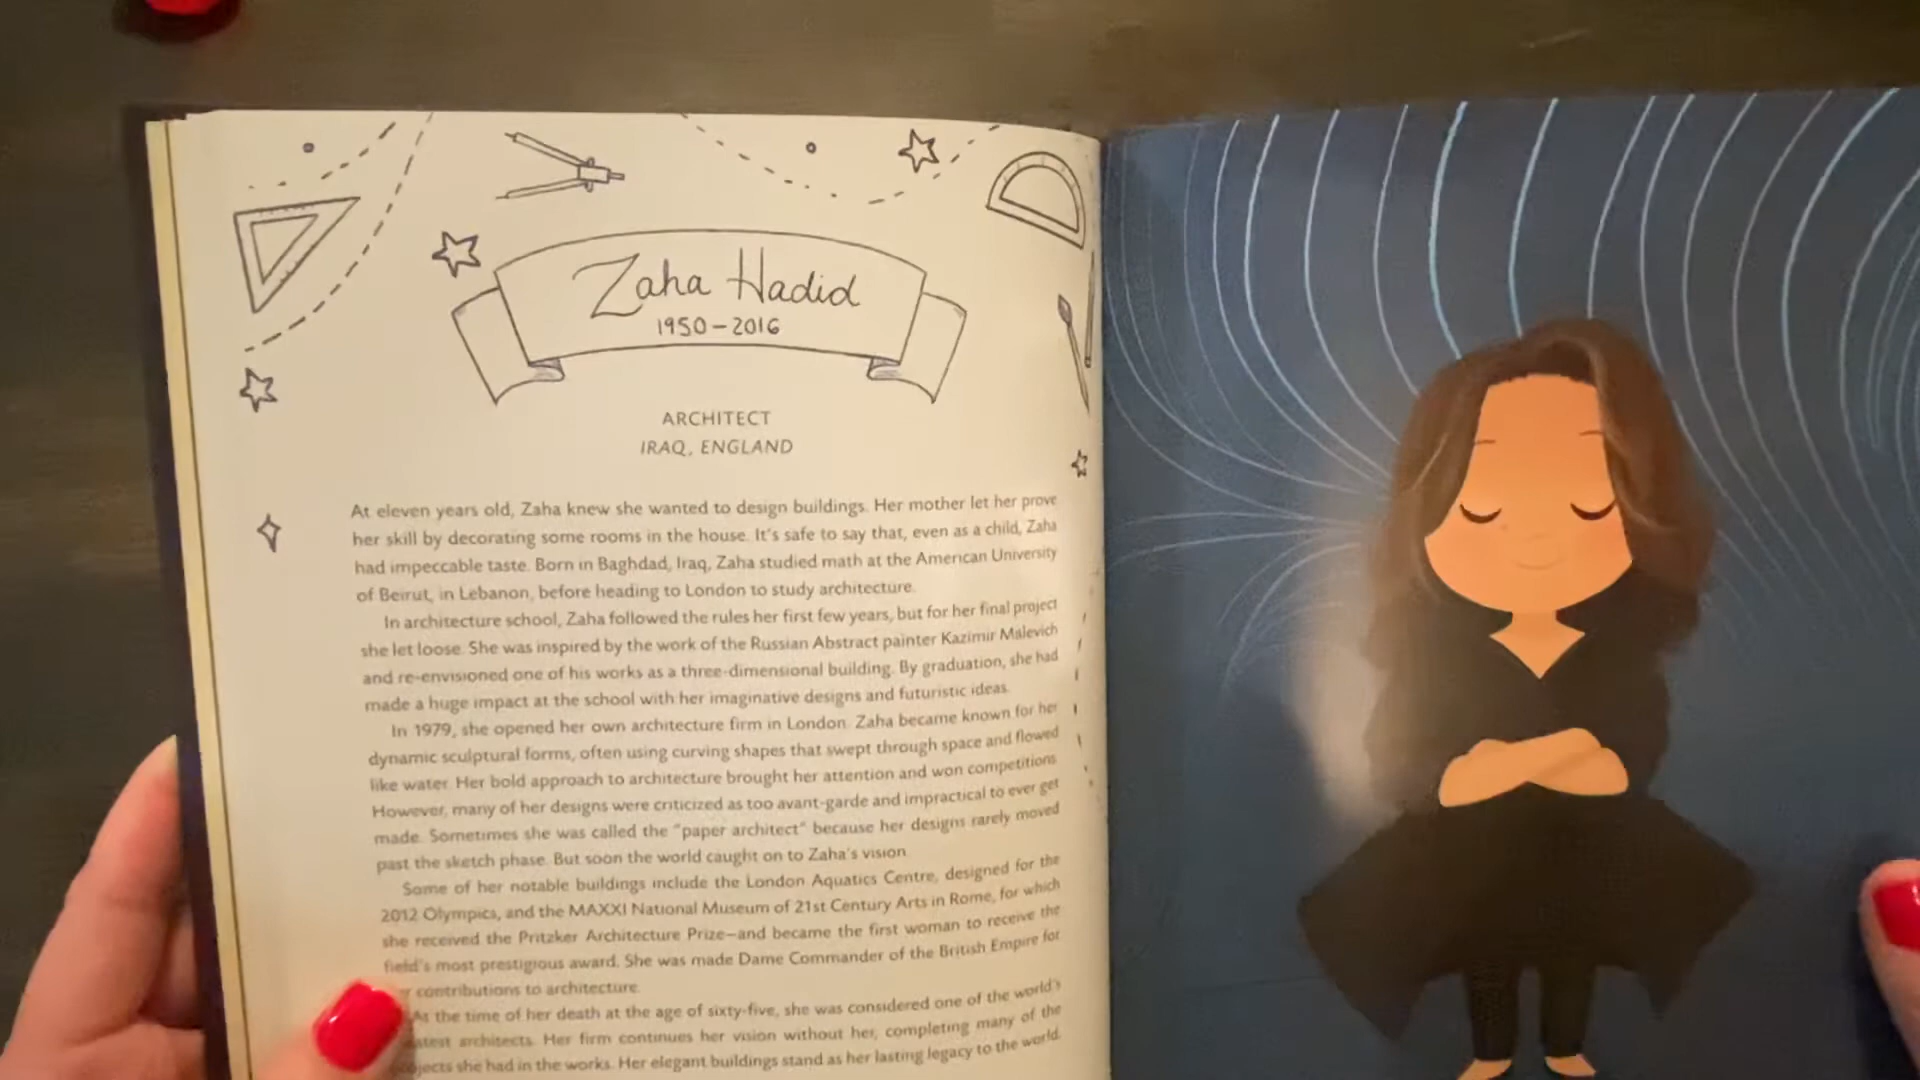 Zaha Hadid
1950-2016
ARCHITECT
IRAQ, ENGLAND
At eleven years old, Zaha knew she wanted to design buildings. Her mother let her prove
her skill by decorating some rooms in the house. It's safe to say that, even as a child, Zaha
had impeccable taste. Born in Baghdad, Iraq, Zaha studied math at the American University
of Beirut, in Lebanon, before heading to London to study architecture.
In architecture school, Zaha followed the rules her first few years, but for her final project
she let loose. She was inspired by the work of the Russian Abstract painter Kazimir Malevich
and re-envisioned one of his works as a three-dimensional building. By graduation, she had
made a huge impact at the school with her imaginative designs and futuristic ideas.
In 1979, she opened her own architecture firm in London. Zaha became known for her
dynamic sculptural forms, often using curving shapes that swept through space and flowed
like water. Her bold approach to architecture brought her attention and won competitions.
However, many of her designs were criticized as too avant-garde and impractical to ever get
made. Sometimes she was called the "paper architect" because her designs rarely moved
past the sketch phase. But soon the world caught on to Zaha's vision.
Some of her notable buildings include the London Aquatics Centre, designed for the
2012 Olympics, and the MAXXI National Museum of 21st Century Arts in Rome, for which
she received the Pritzker Architecture Prize—and became the first woman to receive the
field's most prestigious award. She was made Dame Commander of the British Empire for
contributions to architecture.
At the time of her death at the age of sixty-five, she was considered one of the world's
architects. Her firm continues her vision without her, completing many of the
she had in the works. Her elegant buildings stand as her lasting legacy to the world.